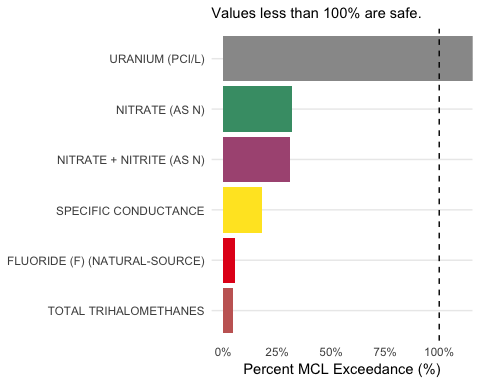 Values less than 100% are safe.
URANIUM (PCI/L)
NITRATE (AS N)
NITRATE + NITRITE (AS N)
SPECIFIC CONDUCTANCE
FLUORIDE (F) (NATURAL-SOURCE)
TOTAL TRIHALOMETHANES
0% 25% 50% 75% 100%
Percent MCL Exceedance (%)